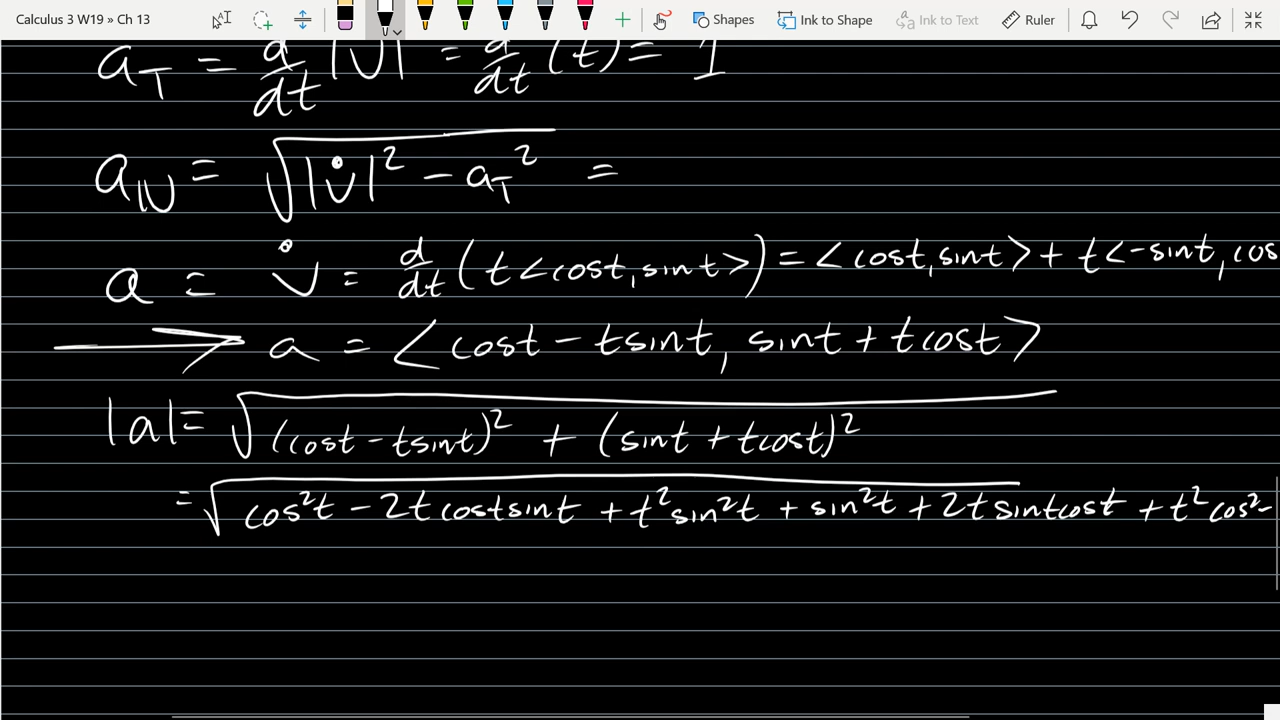 Calculus 3 W19 » Ch 13 Shapes Ink to Shape Ink to Text Ruler
a_T = d/dt |v| = d/dt (t) = 1
a_N = √(|v̇|² − a_T²) =
a = v̇ = d/dt (t<cost, sint>) = <cost, sint> + t<-sint, cos
→ a = <cost − tsint, sint + tcost>
|a| = √((cost − tsint)² + (sint + tcost)²)
= √(cos²t − 2tcostsint + t²sin²t + sin²t + 2tsintcost + t²cos²